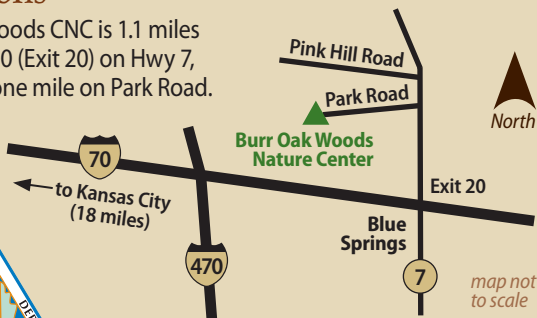 oods CNC is 1.1 miles
0 (Exit 20) on Hwy 7,
one mile on Park Road.
Pink Hill Road
Park Road
North
Burr Oak Woods
Nature Center
70
to Kansas City
(18 miles)
Exit 20
Blue
Springs
470
7
map not
to scale